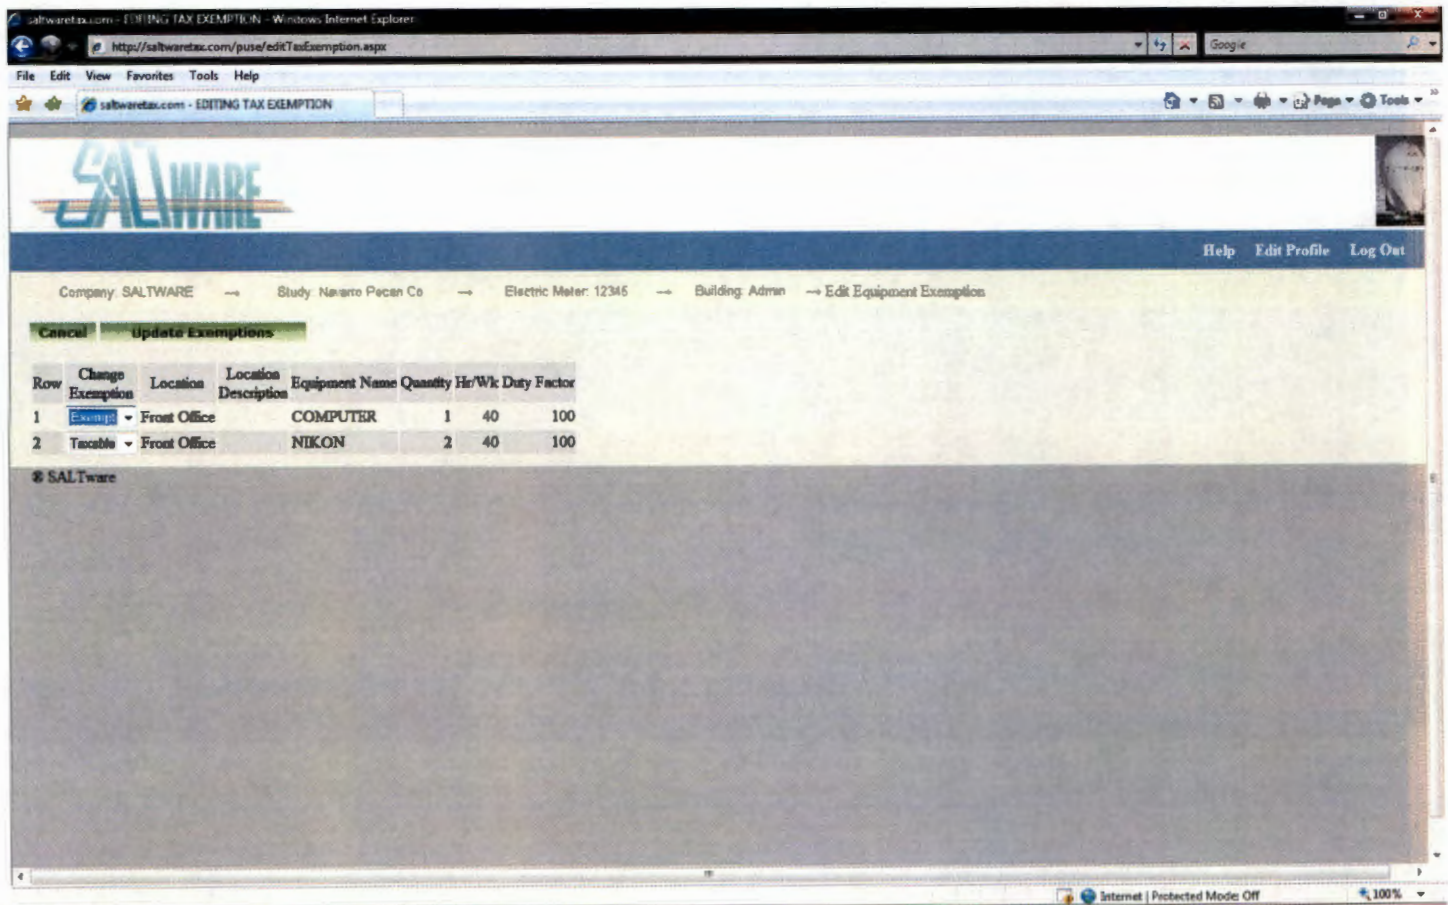 saltwaretax.com - EDITING TAX EXEMPTION - Windows Internet Explorer
http://saltwaretax.com/puse/editTaxExemption.aspx
Google
File Edit View Favorites Tools Help
saltwaretax.com - EDITING TAX EXEMPTION
Page Tools
SALTWARE
Help Edit Profile Log Out
Company: SALTWARE → Study: Navarro Pecan Co → Electric Meter: 12345 → Building: Admin → Edit Equipment Exemption
Cancel Update Exemptions
Row Change Exemption Location Location Description Equipment Name Quantity Hr/Wk Duty Factor
1 Exempt Front Office COMPUTER 1 40 100
2 Taxable Front Office NIKON 2 40 100
® SALTware
Internet | Protected Mode: Off 100%